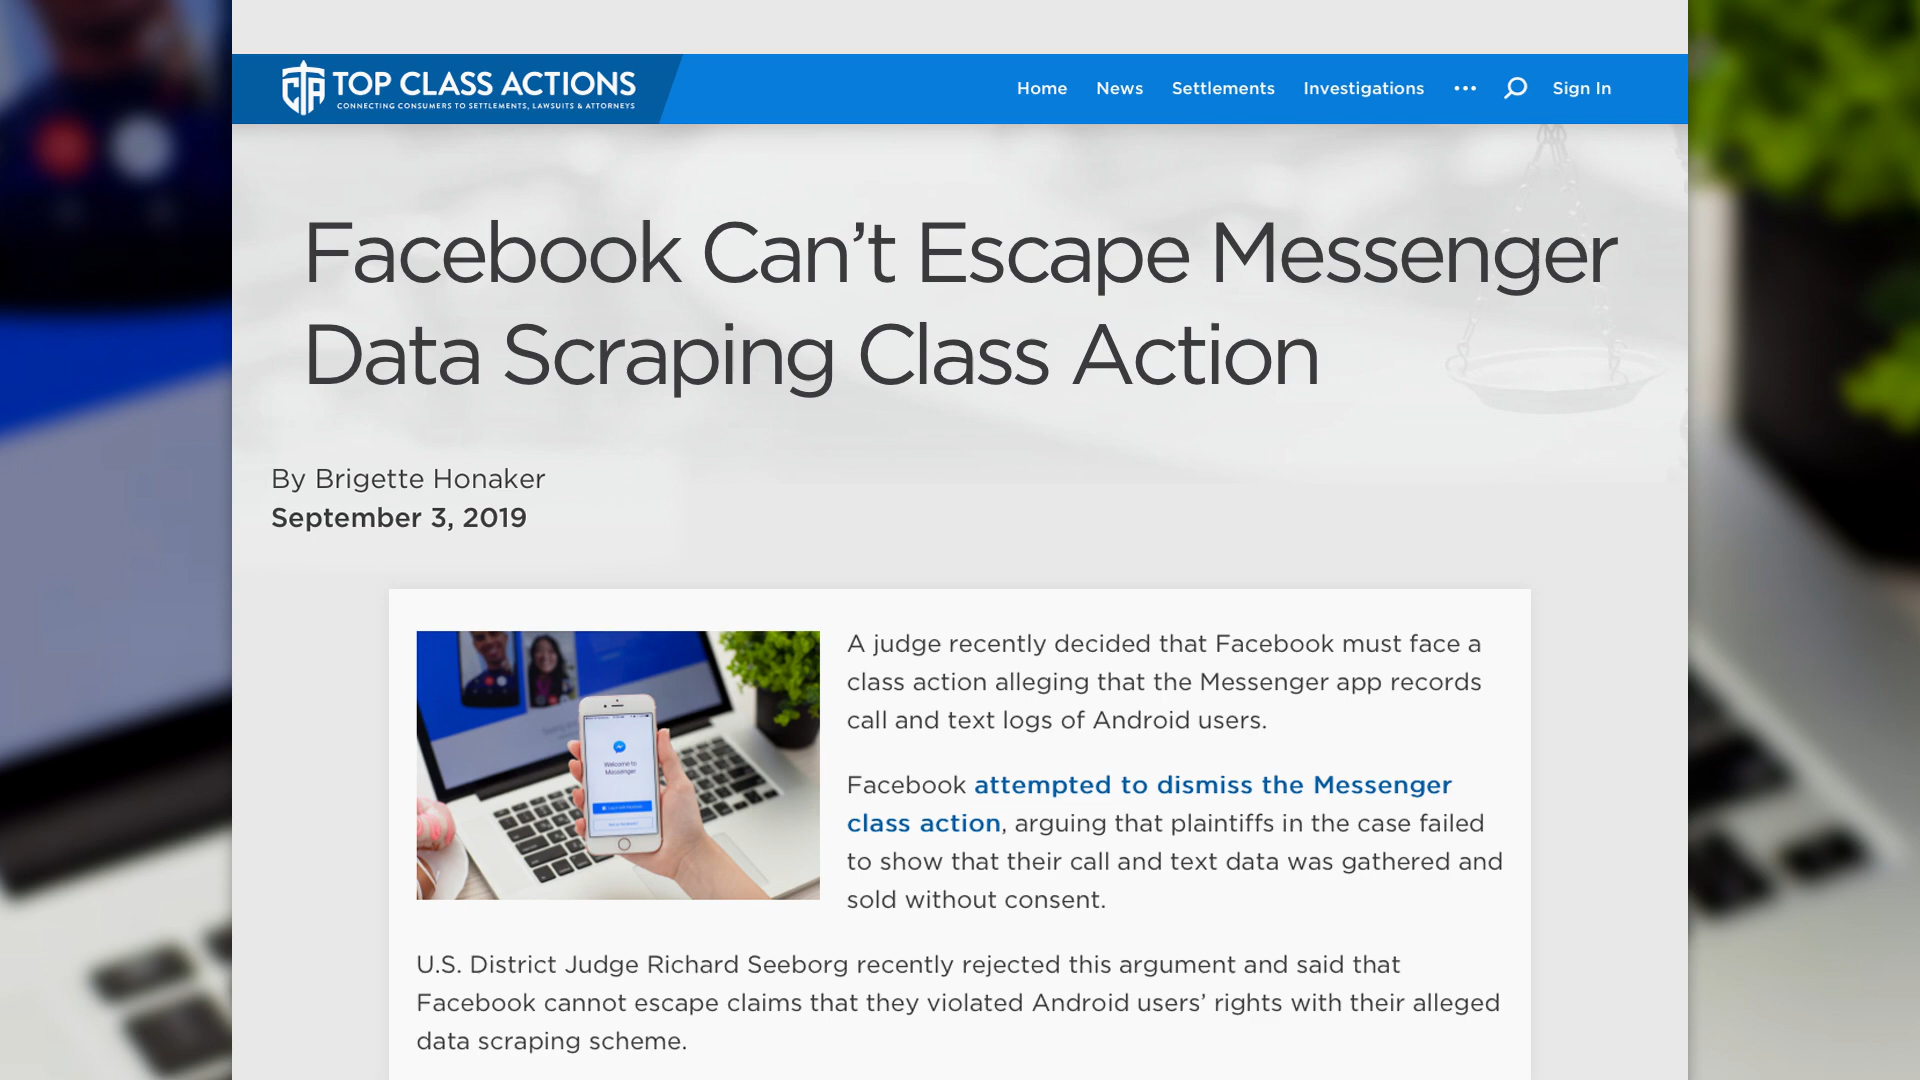 TOP CLASS ACTIONS
CONNECTING CONSUMERS TO SETTLEMENTS, LAWSUITS & ATTORNEYS
Home News Settlements Investigations ••• Sign In
Facebook Can’t Escape Messenger
Data Scraping Class Action
By Brigette Honaker
September 3, 2019
A judge recently decided that Facebook must face a
class action alleging that the Messenger app records
call and text logs of Android users.
Facebook attempted to dismiss the Messenger
class action, arguing that plaintiffs in the case failed
to show that their call and text data was gathered and
sold without consent.
Welcome to
Messenger
U.S. District Judge Richard Seeborg recently rejected this argument and said that
Facebook cannot escape claims that they violated Android users’ rights with their alleged
data scraping scheme.